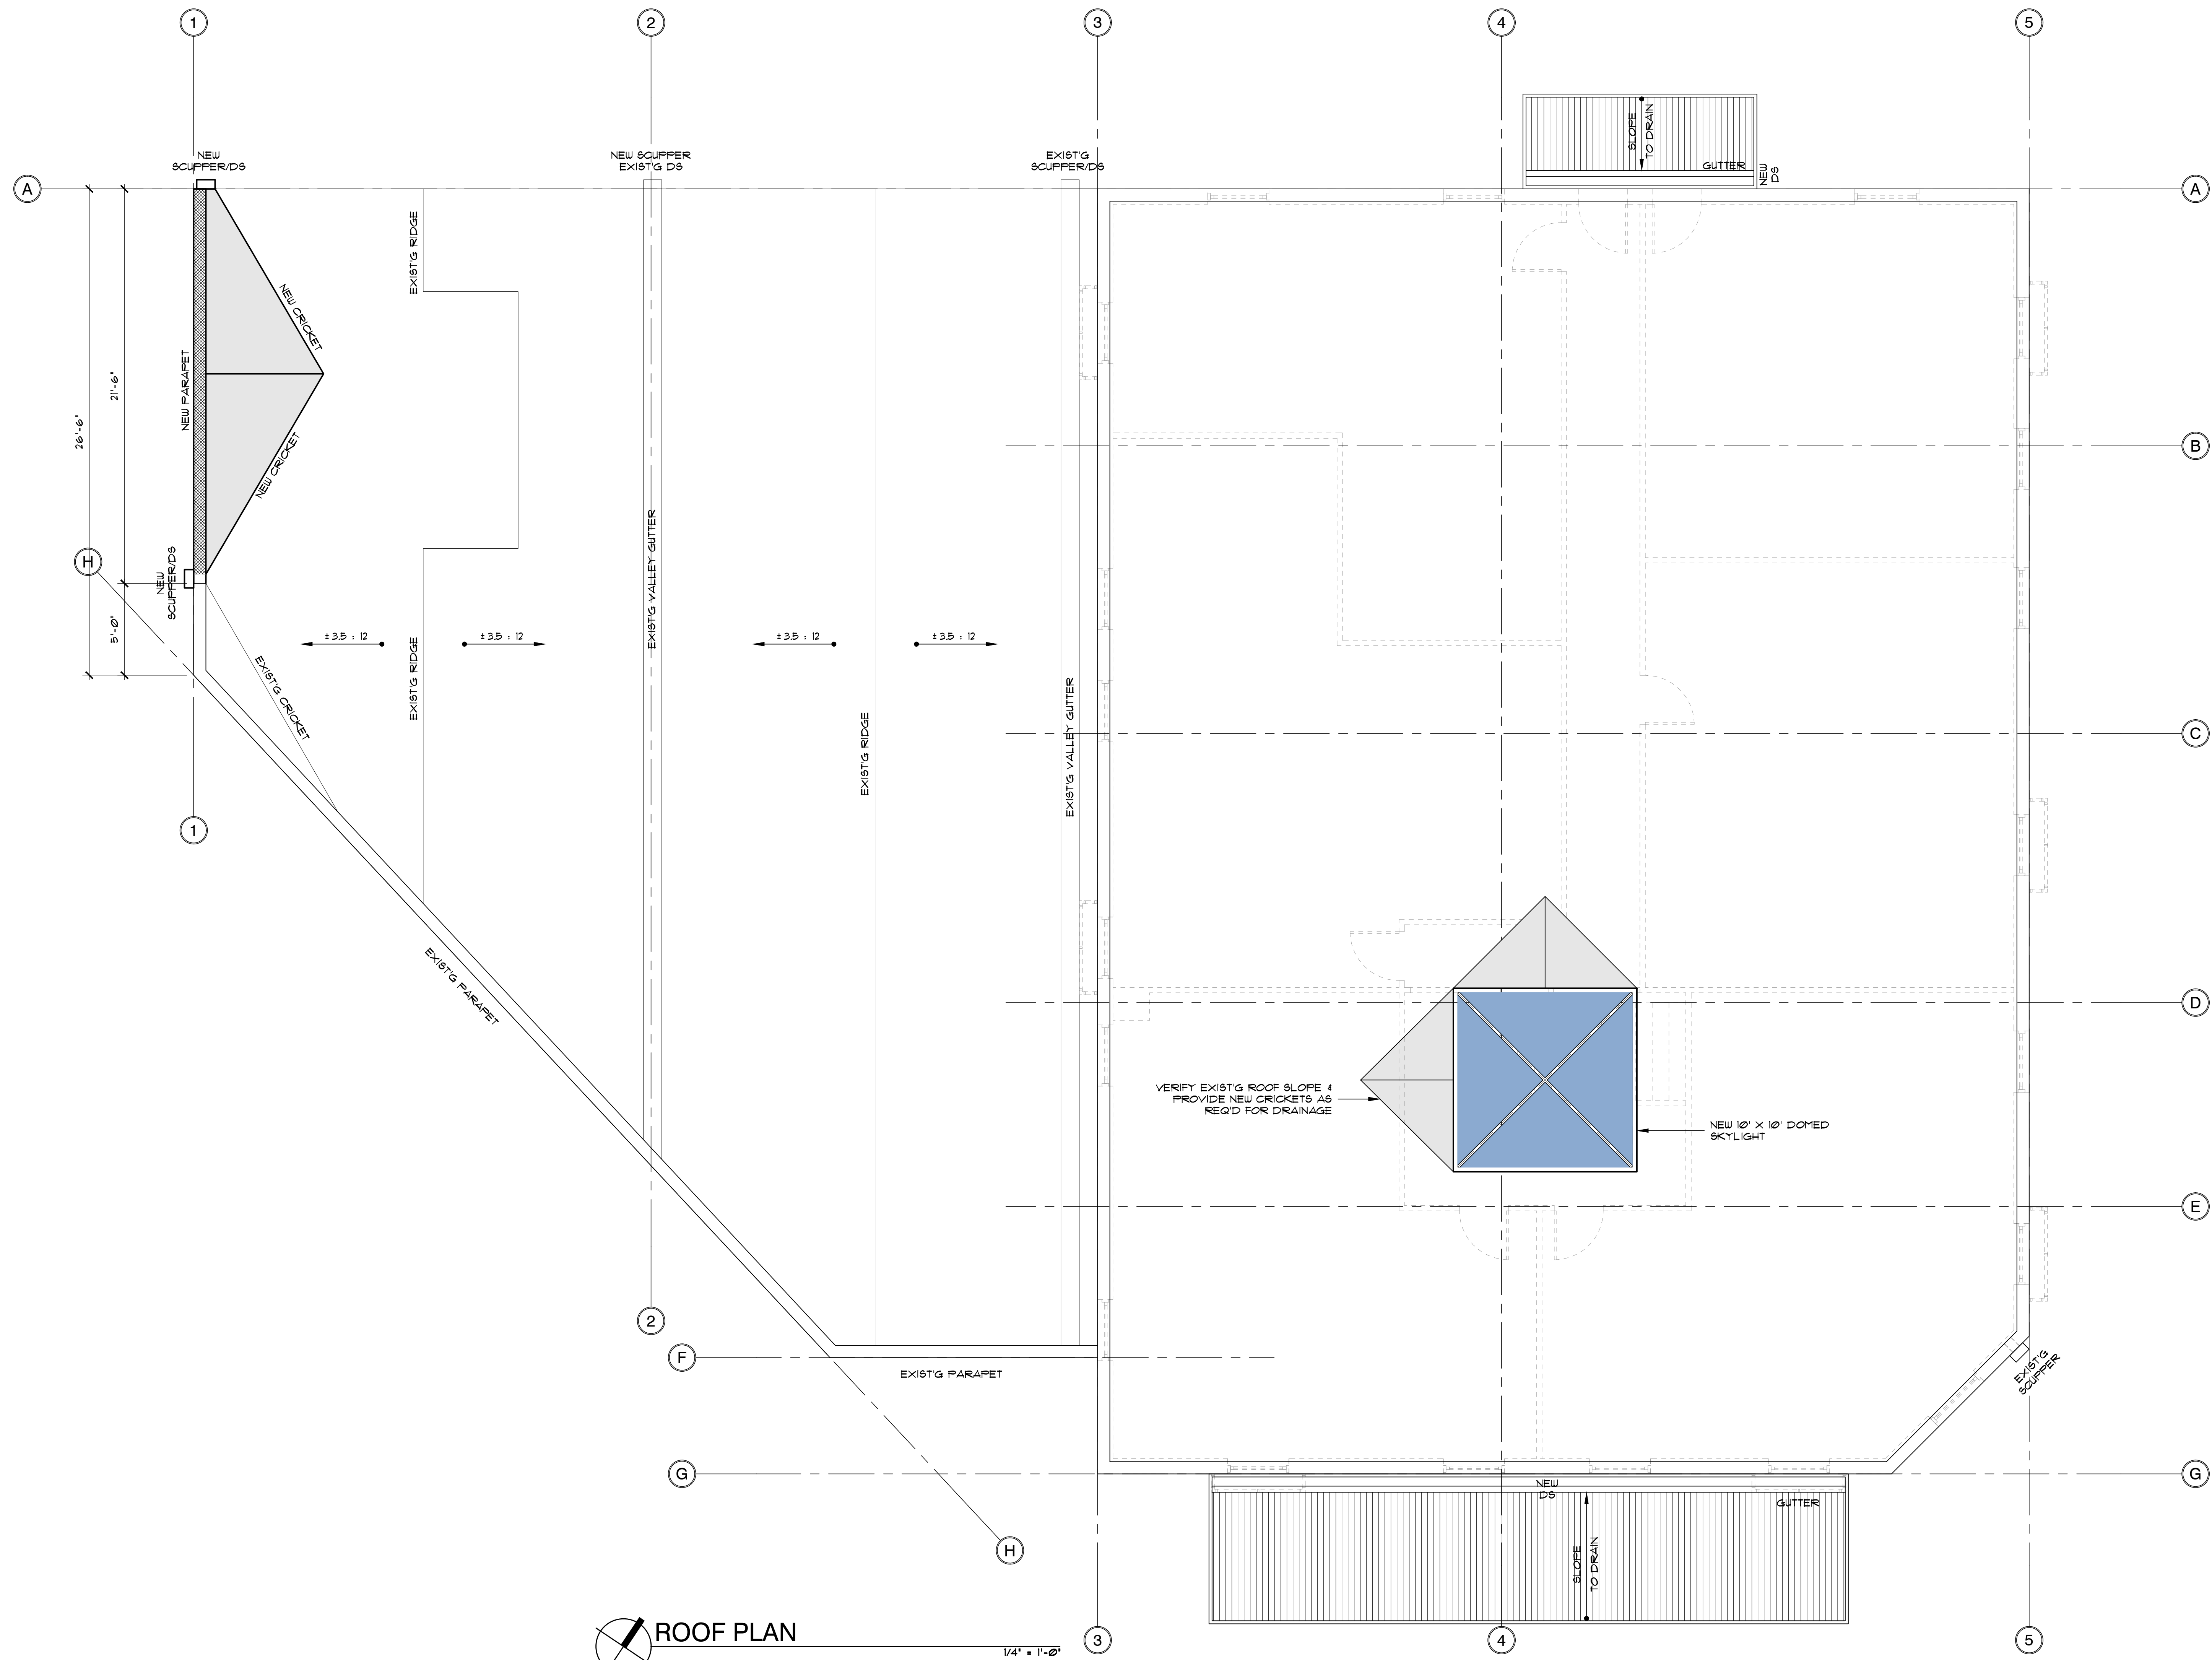 1
2
3
4
5
SLOPE
TO DRAIN
GUTTER
NEW
DS
NEW
SCUPPER/DS
NEW SCUPPER
EXIST'G DS
EXIST'G
SCUPPER/DS
A
A
EXIST'G RIDGE
NEW CRICKET
NEW PARAPET
21'-6"
26'-6"
NEW CRICKET
B
H
NEW
SCUPPER/DS
EXIST'G VALLEY GUTTER
5'-0"
±3.5 : 12
±3.5 : 12
±3.5 : 12
±3.5 : 12
EXIST'G RIDGE
EXIST'G CRICKET
EXIST'G RIDGE
EXIST'G VALLEY GUTTER
C
1
EXIST'G PARAPET
D
VERIFY EXIST'G ROOF SLOPE &
PROVIDE NEW CRICKETS AS
REQ'D FOR DRAINAGE
NEW 10' X 10' DOMED
SKYLIGHT
E
2
F
EXIST'G PARAPET
EXIST'G
SCUPPER
G
G
NEW
DS
GUTTER
SLOPE
TO DRAIN
H
ROOF PLAN
1/4" = 1'-0"
3
4
5